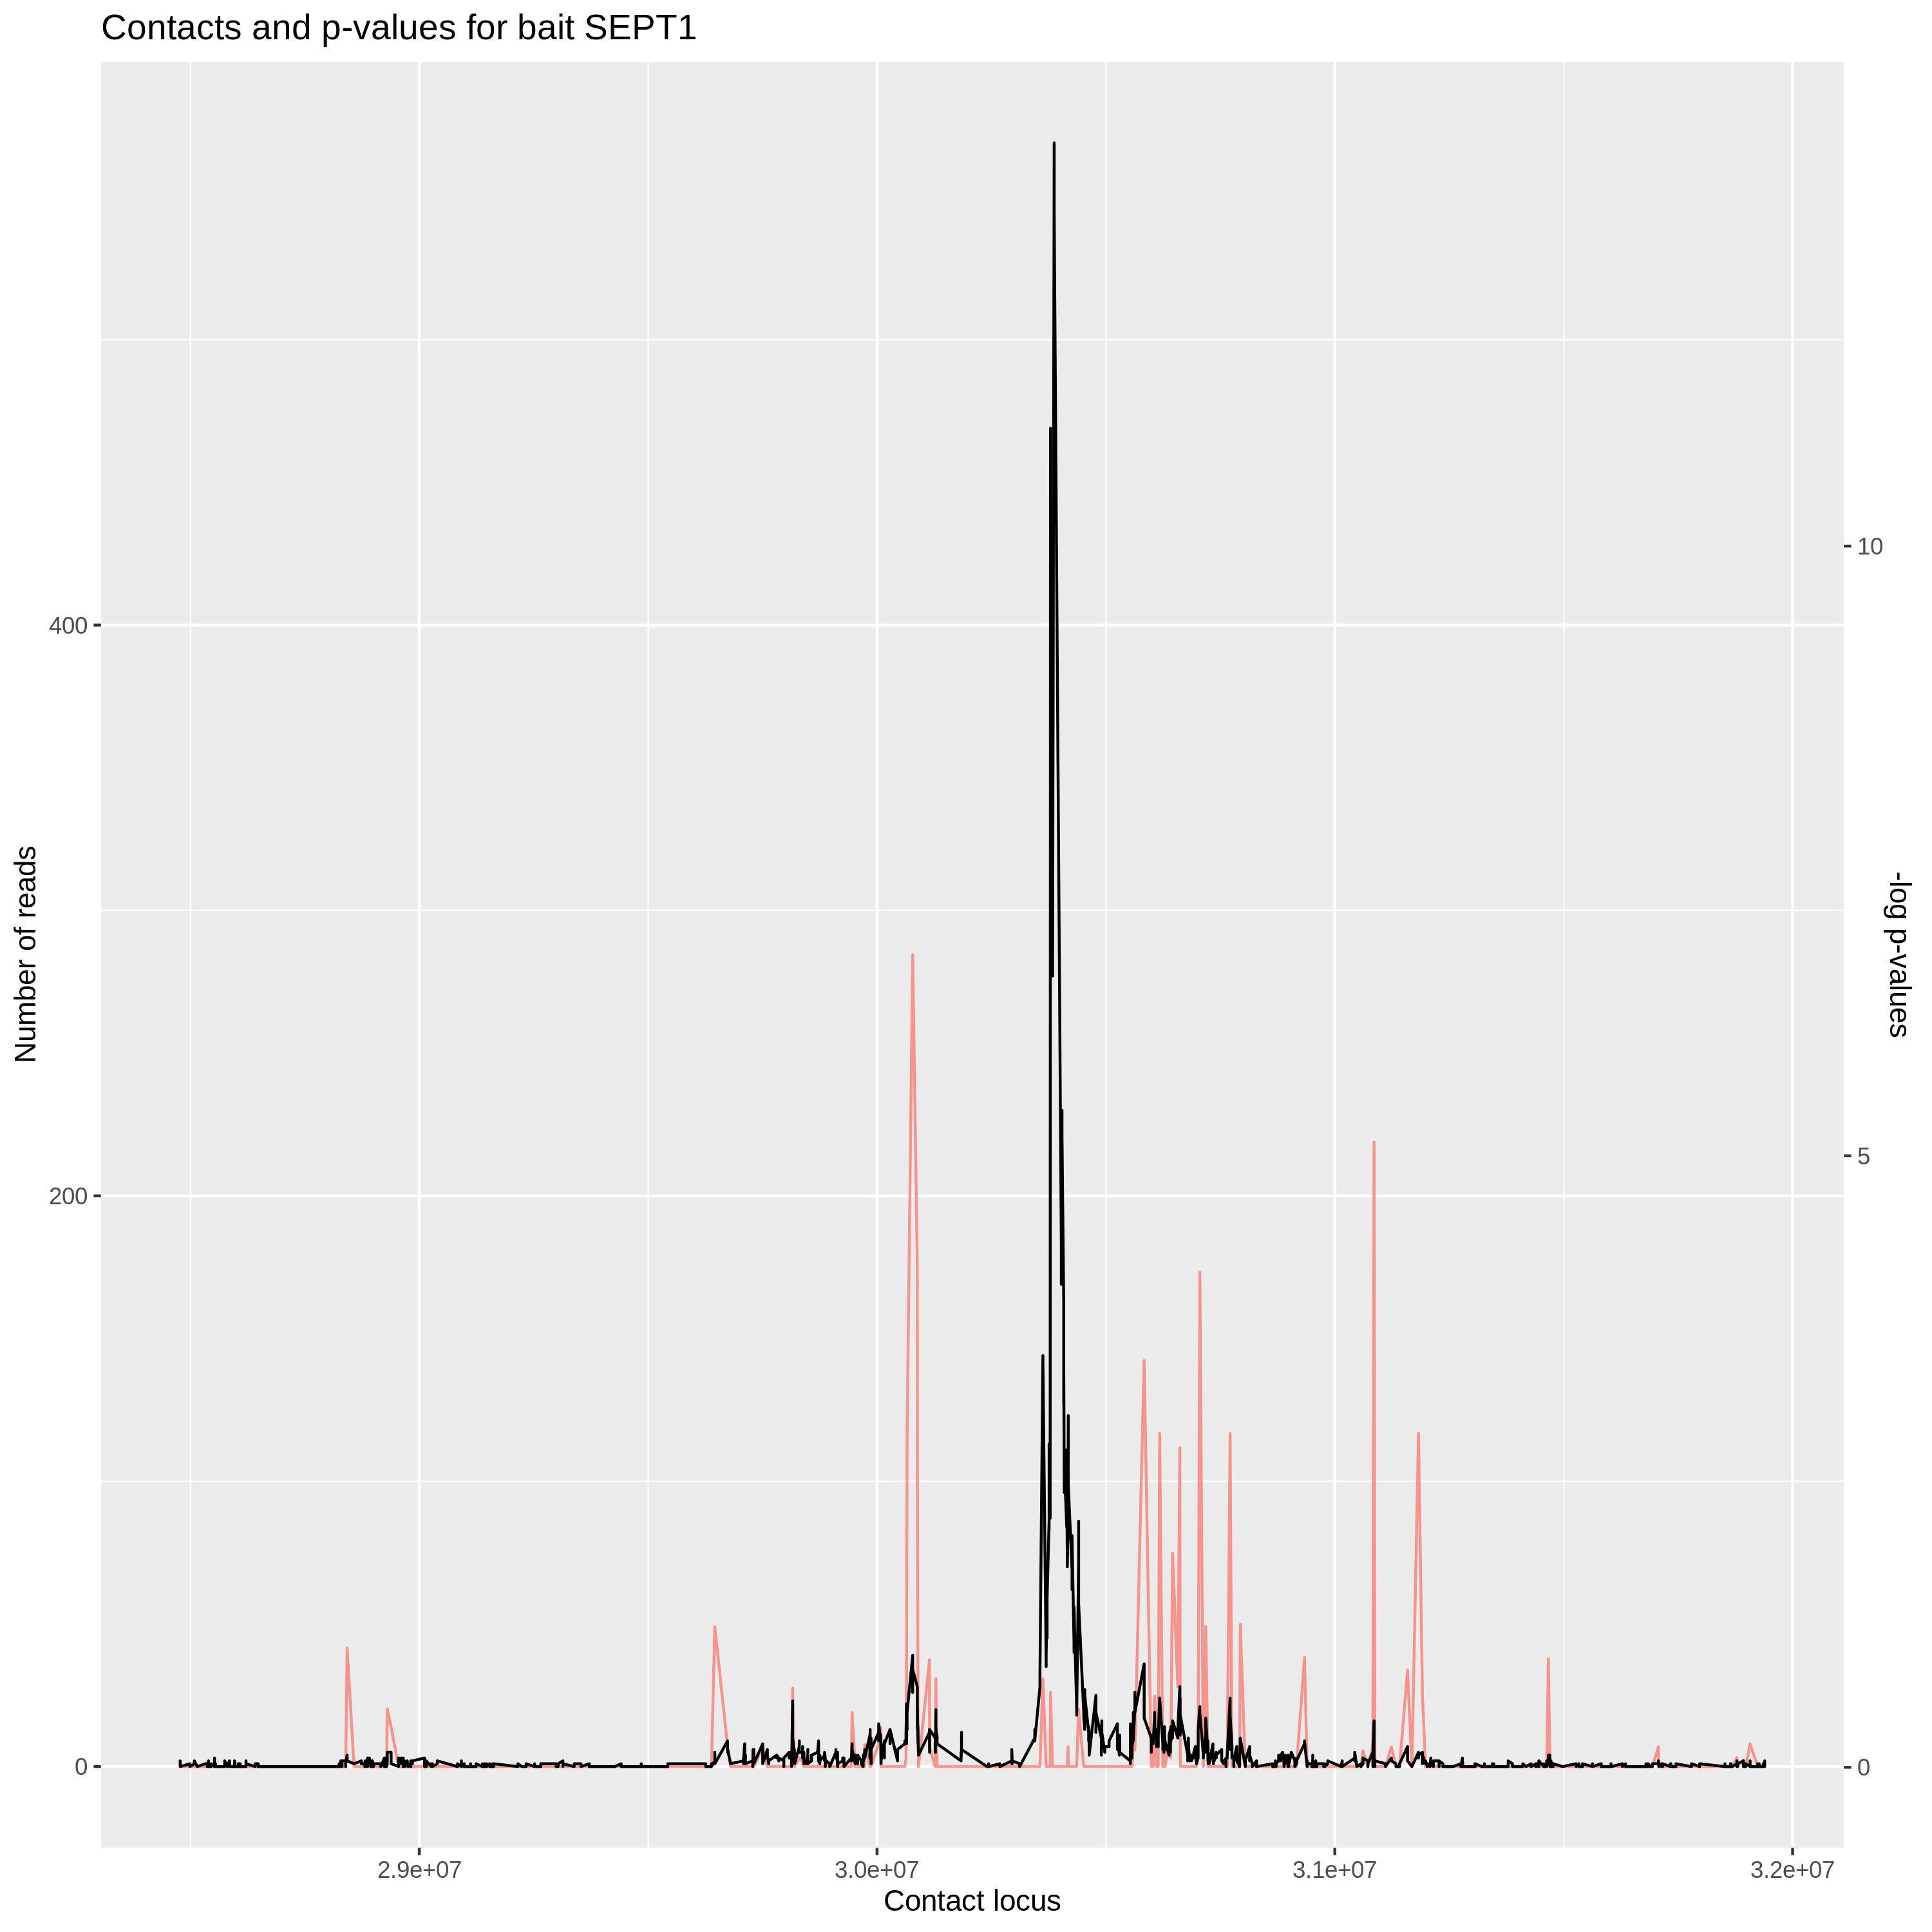 Contacts and p-values for bait SEPT1
Number of reads
400
200
0
10
5
0
-log p-values
2.9e+07
3.0e+07
3.1e+07
3.2e+07
Contact locus